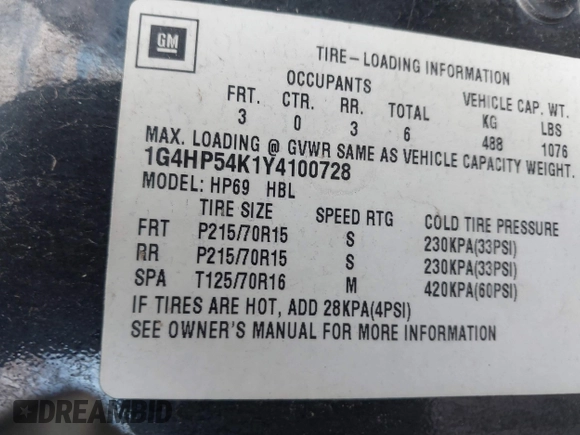 GM
TIRE-LOADING INFORMATION
OCCUPANTS VEHICLE CAP. WT.
FRT. CTR. RR. TOTAL KG LBS
3 0 3 6 488 1076
MAX. LOADING @ GVWR SAME AS VEHICLE CAPACITY WEIGHT.
1G4HP54K1Y4100728
MODEL: HP69 HBL
TIRE SIZE SPEED RTG COLD TIRE PRESSURE
FRT P215/70R15 S 230KPA(33PSI)
RR P215/70R15 S 230KPA(33PSI)
SPA T125/70R16 M 420KPA(60PSI)
IF TIRES ARE HOT, ADD 28KPA(4PSI)
SEE OWNER'S MANUAL FOR MORE INFORMATION
DREAMBID